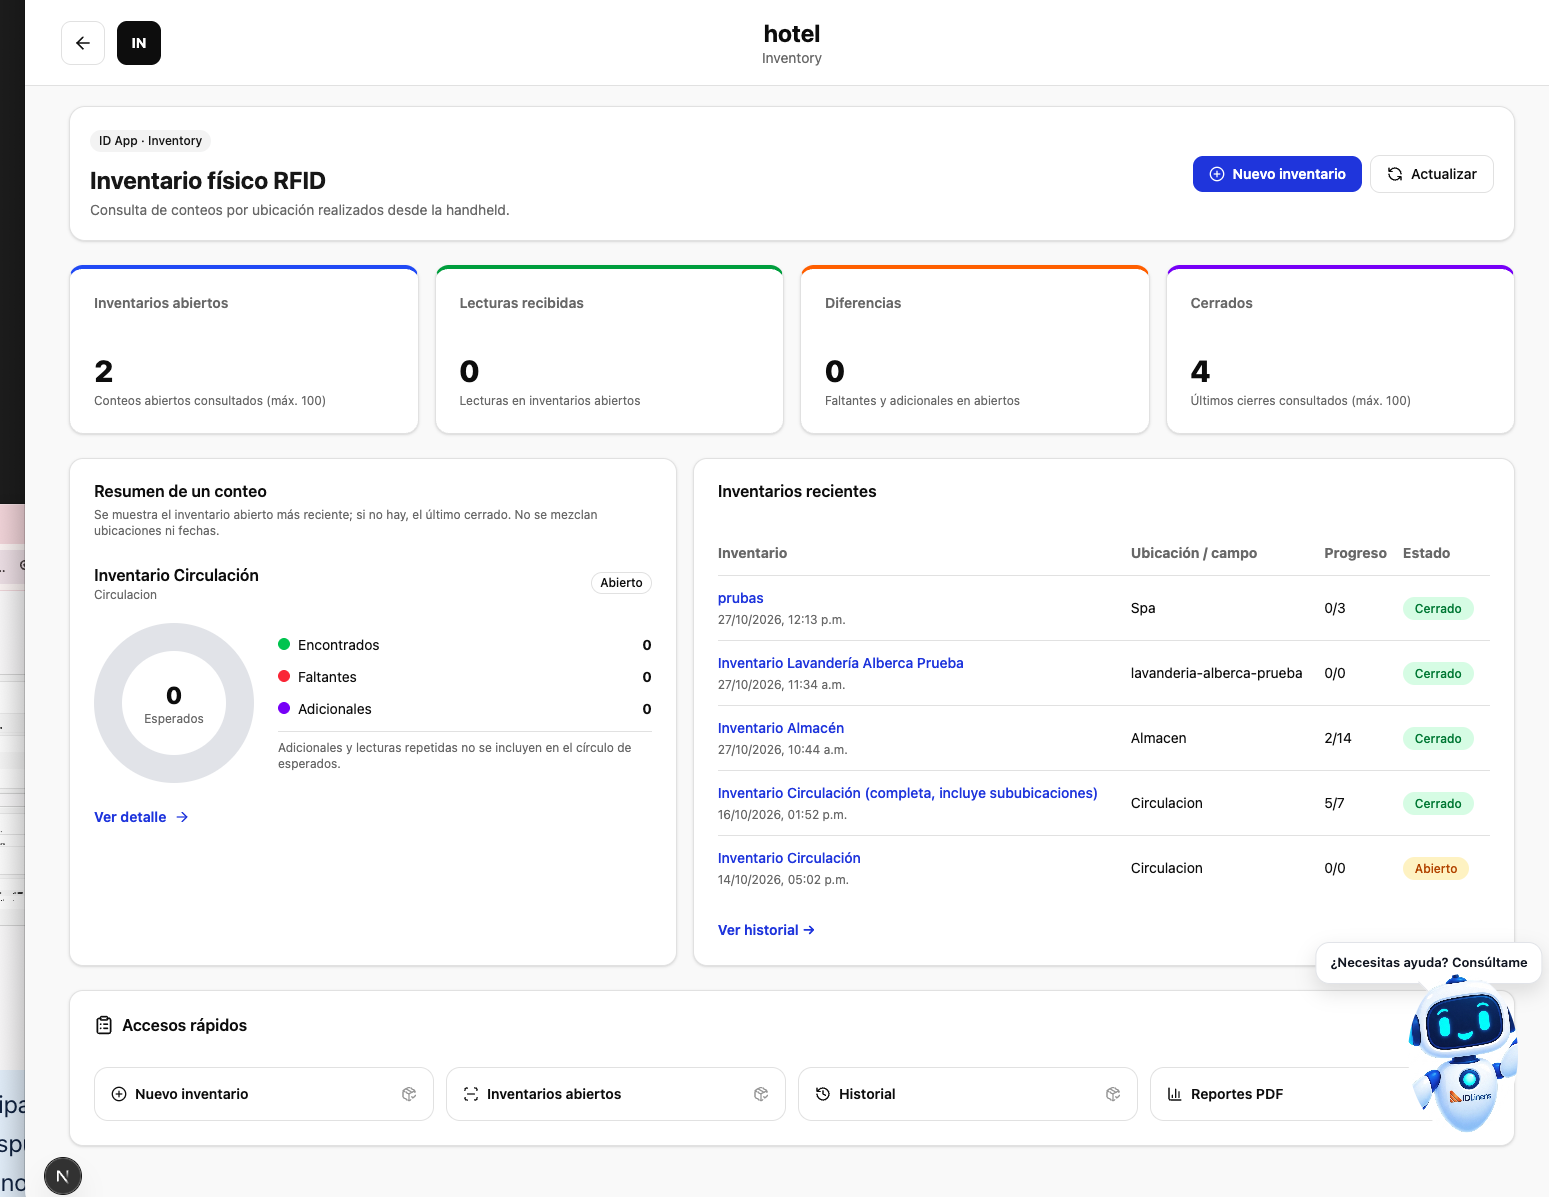 IN
hotel
Inventory
ID App · Inventory
Inventario físico RFID
Consulta de conteos por ubicación realizados desde la handheld.
Nuevo inventario
Actualizar
Inventarios abiertos
2
Conteos abiertos consultados (máx. 100)
Lecturas recibidas
0
Lecturas en inventarios abiertos
Diferencias
0
Faltantes y adicionales en abiertos
Cerrados
4
Últimos cierres consultados (máx. 100)
Resumen de un conteo
Se muestra el inventario abierto más reciente; si no hay, el último cerrado. No se mezclan
ubicaciones ni fechas.
Inventario Circulación
Circulacion
Abierto
0
Esperados
Encontrados 0
Faltantes 0
Adicionales 0
Adicionales y lecturas repetidas no se incluyen en el círculo de
esperados.
Ver detalle →
Inventarios recientes
Inventario Ubicación / campo Progreso Estado
prubas
27/10/2026, 12:13 p.m.
Spa 0/3 Cerrado
Inventario Lavandería Alberca Prueba
27/10/2026, 11:34 a.m.
lavanderia-alberca-prueba 0/0 Cerrado
Inventario Almacén
27/10/2026, 10:44 a.m.
Almacen 2/14 Cerrado
Inventario Circulación (completa, incluye sububicaciones)
16/10/2026, 01:52 p.m.
Circulacion 5/7 Cerrado
Inventario Circulación
14/10/2026, 05:02 p.m.
Circulacion 0/0 Abierto
Ver historial →
¿Necesitas ayuda? Consúltame
IDLinens
Accesos rápidos
Nuevo inventario
Inventarios abiertos
Historial
Reportes PDF
N